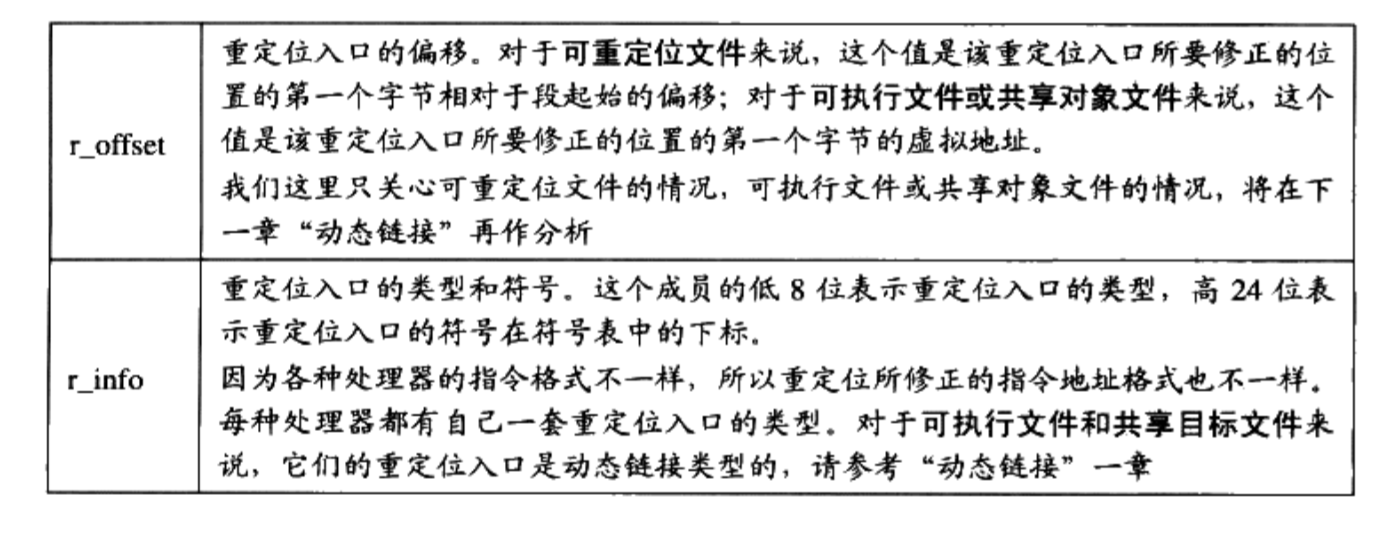 r_offset
重定位入口的偏移。对于可重定位文件来说，这个值是该重定位入口所要修正的位
置的第一个字节相对于段起始的偏移；对于可执行文件或共享对象文件来说，这个
值是该重定位入口所要修正的位置的第一个字节的虚拟地址。
我们这里只关心可重定位文件的情况，可执行文件或共享对象文件的情况，将在下
一章“动态链接”再作分析
r_info
重定位入口的类型和符号。这个成员的低 8 位表示重定位入口的类型，高 24 位表
示重定位入口的符号在符号表中的下标。
因为各种处理器的指令格式不一样，所以重定位所修正的指令地址格式也不一样。
每种处理器都有自己一套重定位入口的类型。对于可执行文件和共享目标文件来
说，它们的重定位入口是动态链接类型的，请参考“动态链接”一章